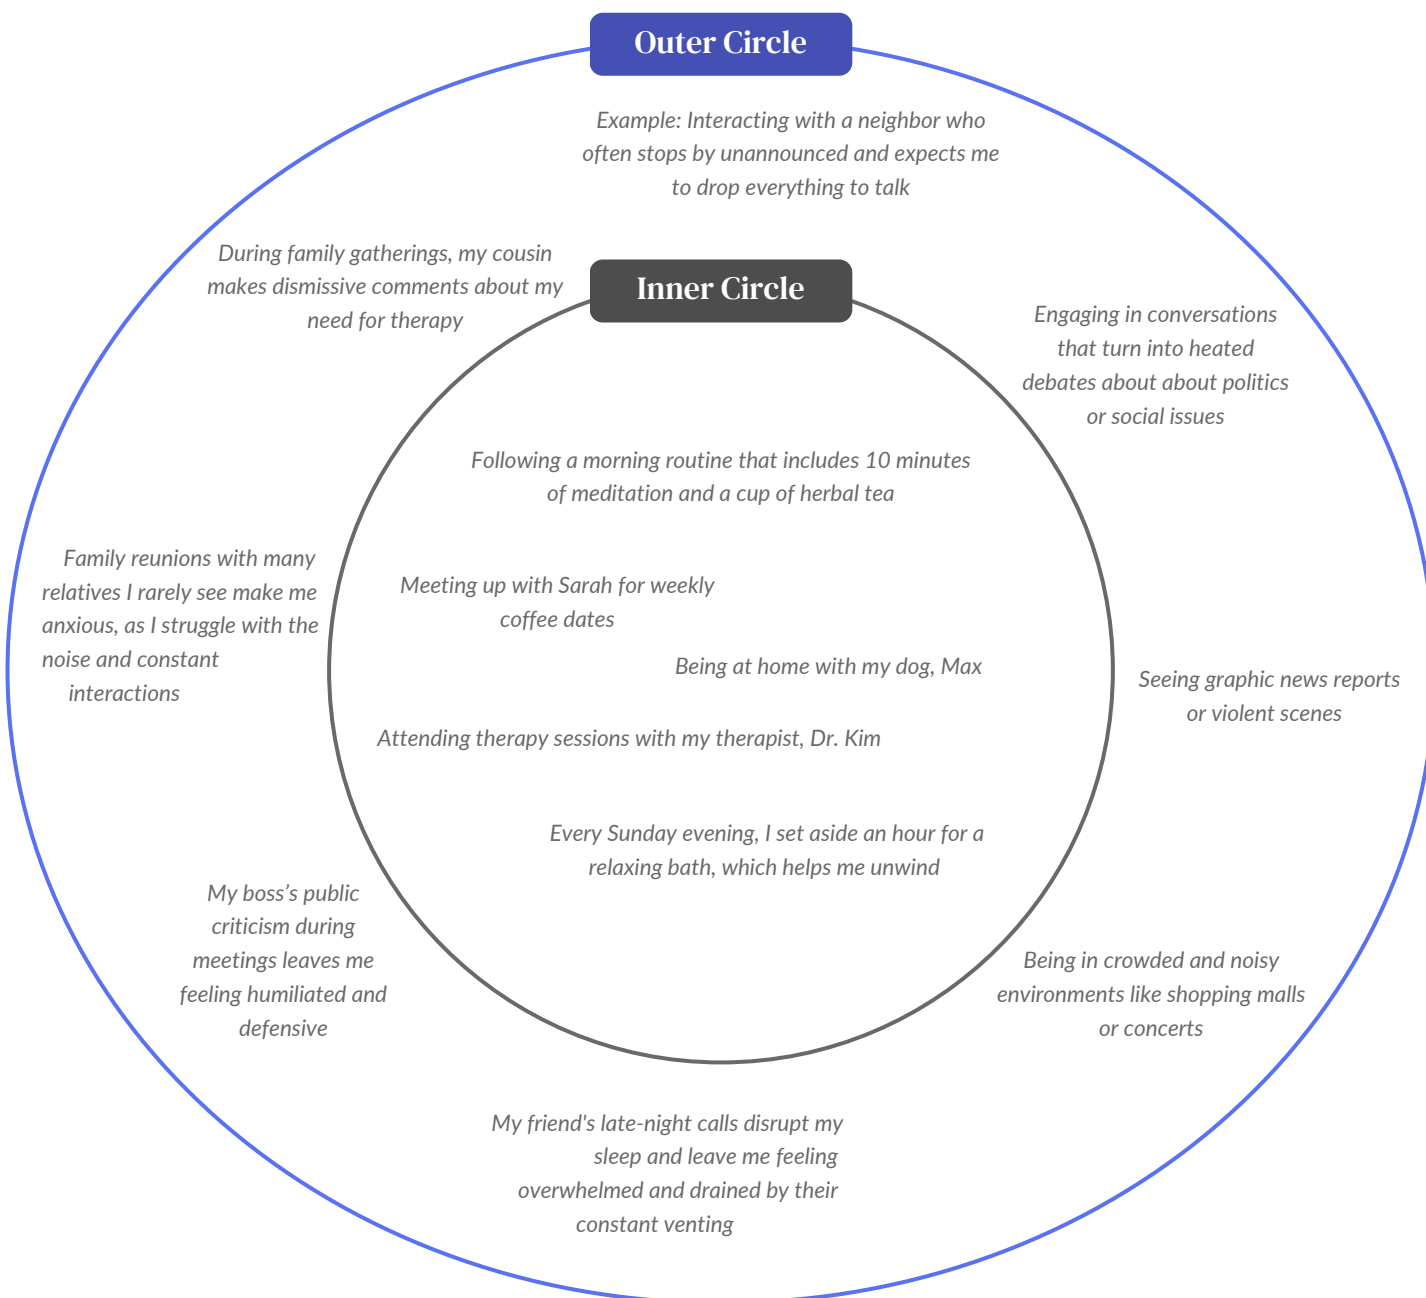 Outer Circle
Example: Interacting with a neighbor who
often stops by unannounced and expects me
to drop everything to talk
During family gatherings, my cousin
makes dismissive comments about my
need for therapy
Inner Circle
Engaging in conversations
that turn into heated
debates about about politics
or social issues
Following a morning routine that includes 10 minutes
of meditation and a cup of herbal tea
Family reunions with many
relatives I rarely see make me
anxious, as I struggle with the
noise and constant
interactions
Meeting up with Sarah for weekly
coffee dates
Being at home with my dog, Max
Seeing graphic news reports
or violent scenes
Attending therapy sessions with my therapist, Dr. Kim
Every Sunday evening, I set aside an hour for a
relaxing bath, which helps me unwind
My boss’s public
criticism during
meetings leaves me
feeling humiliated and
defensive
Being in crowded and noisy
environments like shopping malls
or concerts
My friend's late-night calls disrupt my
sleep and leave me feeling
overwhelmed and drained by their
constant venting